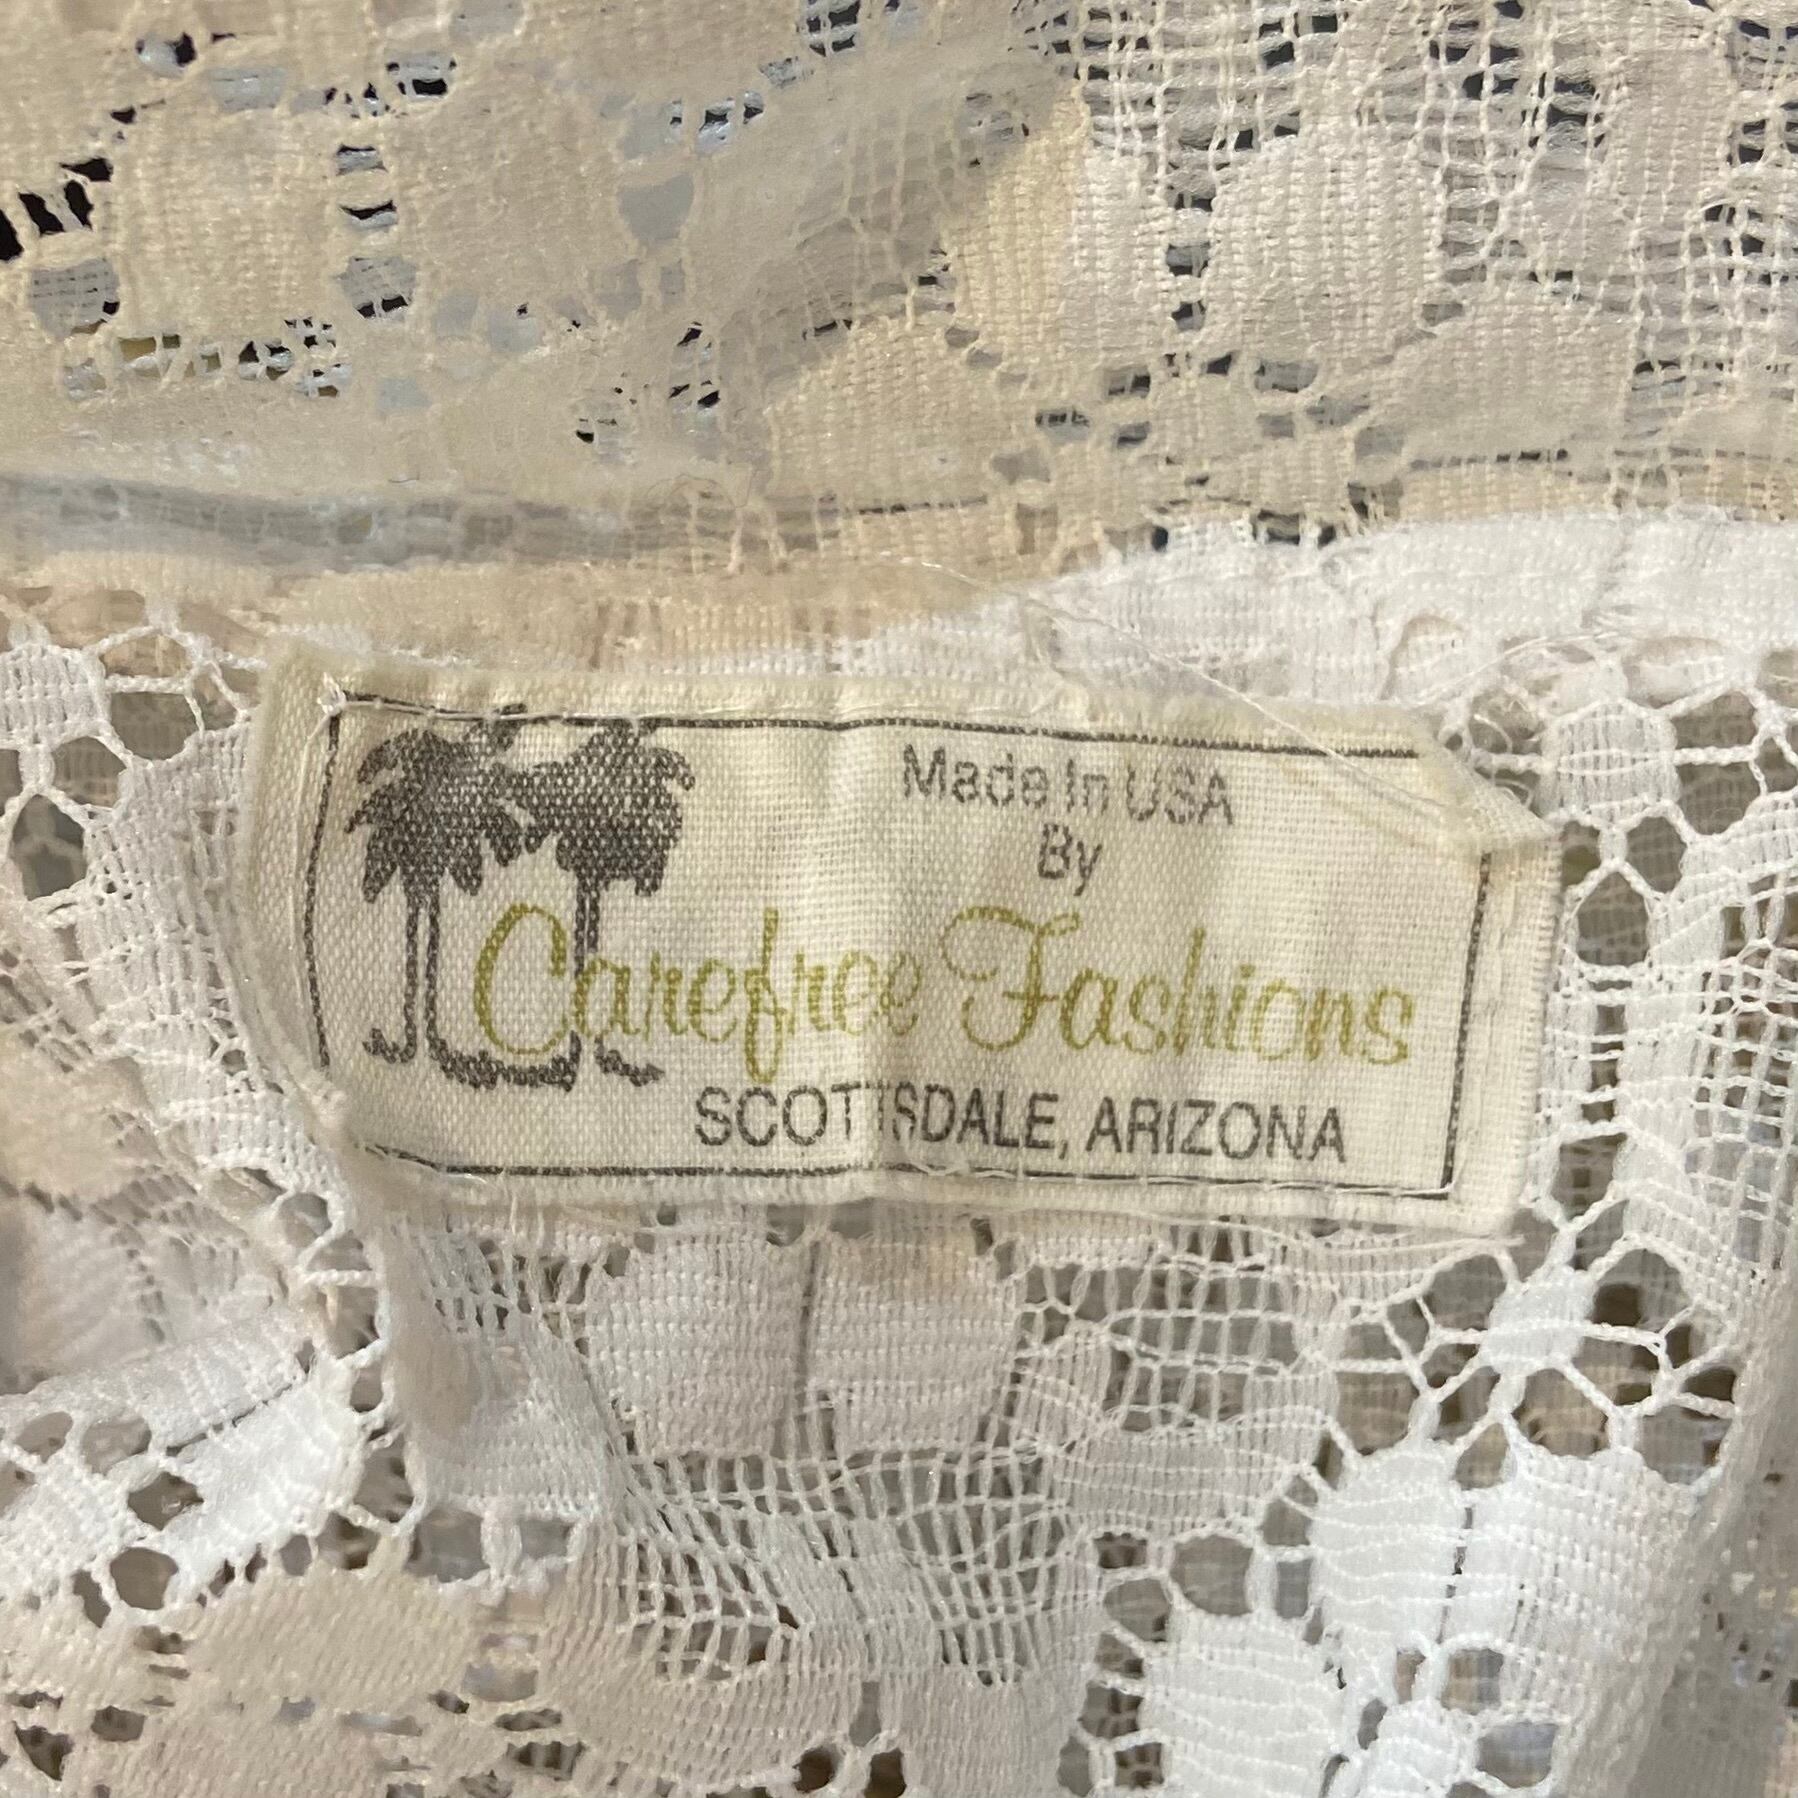 Made In USA
By
Carefree Fashions
SCOTTSDALE, ARIZONA